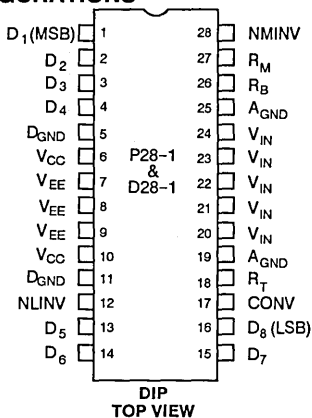 D1(MSB) 1 28 NMINV
D2 2 27 RM
D3 3 26 RB
D4 4 25 AGND
DGND 5 24 VIN
VCC 6 P28-1 23 VIN
&
VEE 7 D28-1 22 VIN
VEE 8 21 VIN
VEE 9 20 VIN
VCC 10 19 AGND
DGND 11 18 RT
NLINV 12 17 CONV
D5 13 16 D8 (LSB)
D6 14 15 D7
DIP
TOP VIEW